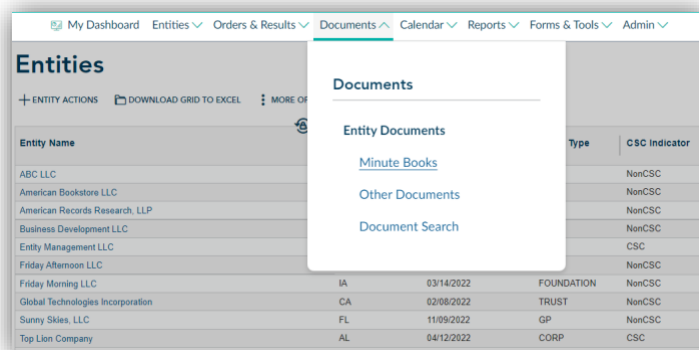 My Dashboard Entities Orders & Results Documents Calendar Reports Forms & Tools Admin
Entities
ENTITY ACTIONS DOWNLOAD GRID TO EXCEL MORE
Documents
Entity Documents
Minute Books
Other Documents
Document Search
Entity Name Type CSC Indicator
ABC LLC NonCSC
American Bookstore LLC NonCSC
American Records Research, LLP NonCSC
Business Development LLC NonCSC
Entity Management LLC CSC
Friday Afternoon LLC NonCSC
Friday Morning LLC IA 03/14/2022 FOUNDATION NonCSC
Global Technologies Incorporation CA 02/08/2022 TRUST NonCSC
Sunny Skies, LLC FL 11/09/2022 GP NonCSC
Top Lion Company AL 04/12/2022 CORP CSC